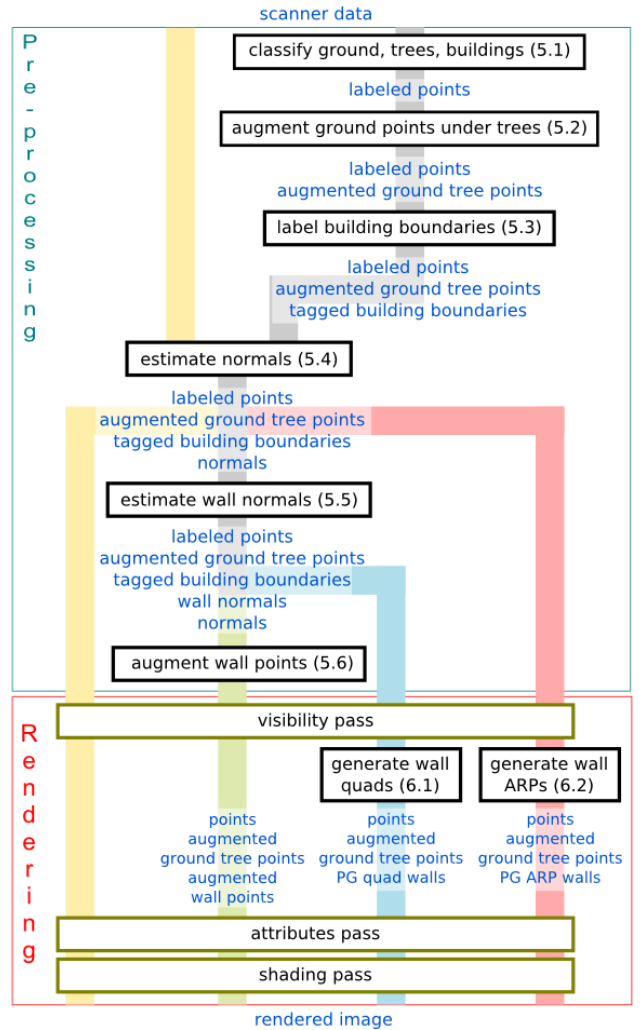 scanner data
Pre-processing
classify ground, trees, buildings (5.1)
labeled points
augment ground points under trees (5.2)
labeled points
augmented ground tree points
label building boundaries (5.3)
labeled points
augmented ground tree points
tagged building boundaries
estimate normals (5.4)
labeled points
augmented ground tree points
tagged building boundaries
normals
estimate wall normals (5.5)
labeled points
augmented ground tree points
tagged building boundaries
wall normals
normals
augment wall points (5.6)
Rendering
visibility pass
generate wall
quads (6.1)
generate wall
ARPs (6.2)
points
augmented
ground tree points
augmented
wall points
points
augmented
ground tree points
PG quad walls
points
augmented
ground tree points
PG ARP walls
attributes pass
shading pass
rendered image